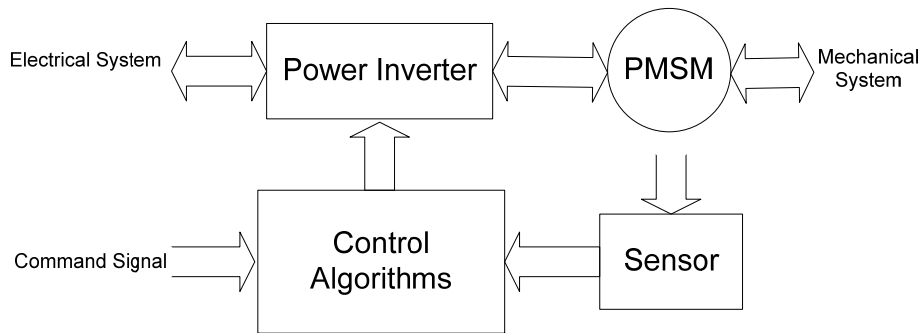 Electrical System
Power Inverter
PMSM
Mechanical
System
Command Signal
Control
Algorithms
Sensor